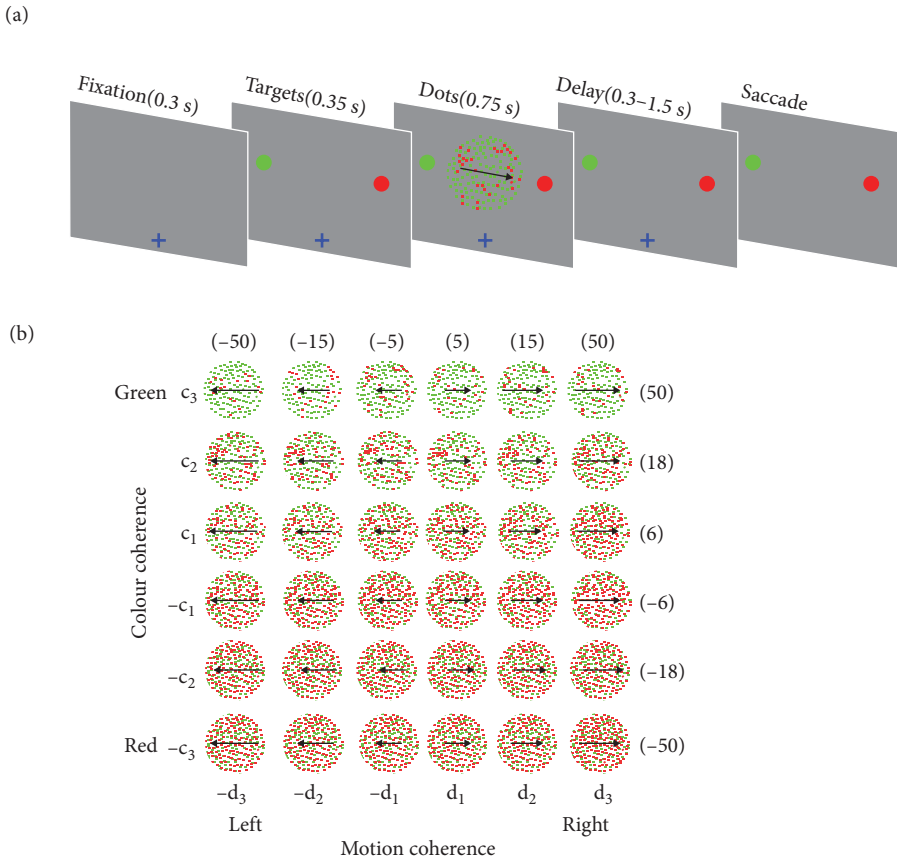 (a)
Fixation(0.3 s) Targets(0.35 s) Dots(0.75 s) Delay(0.3–1.5 s) Saccade
(b)
(–50) (–15) (–5) (5) (15) (50)
Green c3 (50)
c2 (18)
c1 (6)
–c1 (–6)
–c2 (–18)
Red –c3 (–50)
Colour coherence
–d3 –d2 –d1 d1 d2 d3
Left Right
Motion coherence